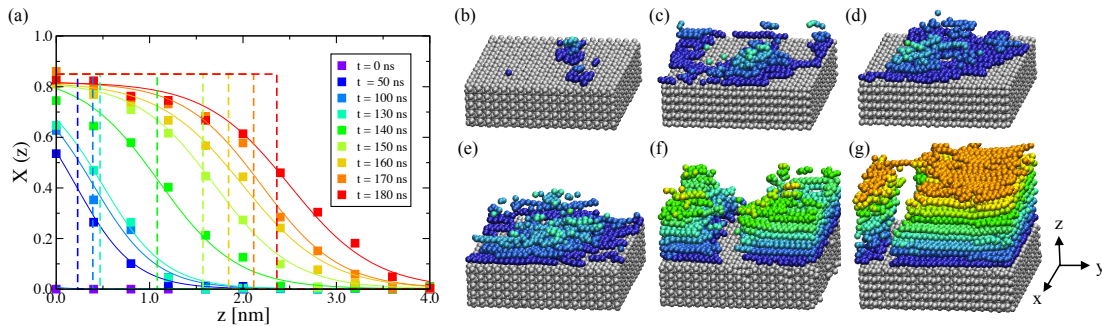 (a)
(b)
(c)
(d)
1.0
0.8
0.6
0.4
0.2
0.0
X (z)
t = 0 ns
t = 50 ns
t = 100 ns
t = 130 ns
t = 140 ns
t = 150 ns
t = 160 ns
t = 170 ns
t = 180 ns
0.0
1.0
2.0
3.0
4.0
z [nm]
(e)
(f)
(g)
z
y
x